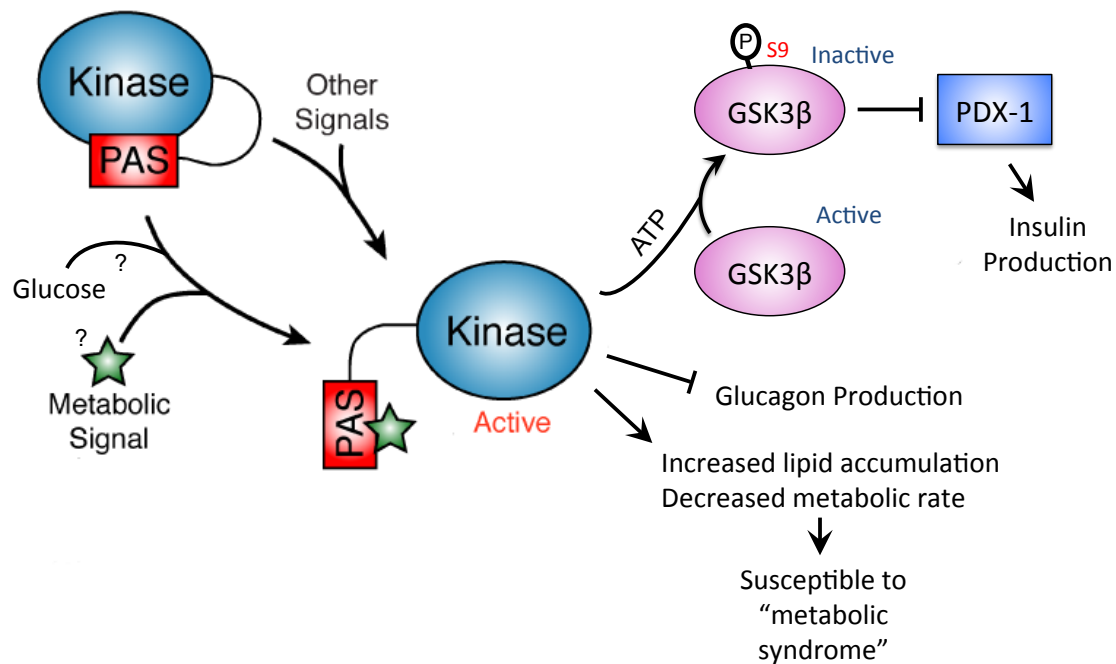 Kinase
PAS
Other
Signals
?
Glucose
?
Metabolic
Signal
Kinase
PAS
Active
P
S9
Inactive
GSK3β
PDX-1
ATP
Active
GSK3β
Insulin
Production
Glucagon Production
Increased lipid accumulation
Decreased metabolic rate
Susceptible to
“metabolic
syndrome”